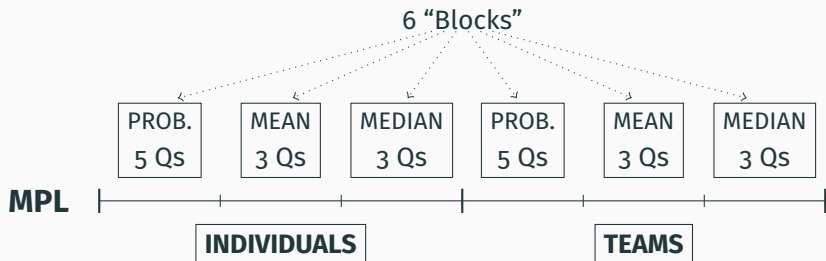 6 “Blocks”
PROB. MEAN MEDIAN PROB. MEAN MEDIAN
5 Qs 3 Qs 3 Qs 5 Qs 3 Qs 3 Qs
MPL
INDIVIDUALS TEAMS